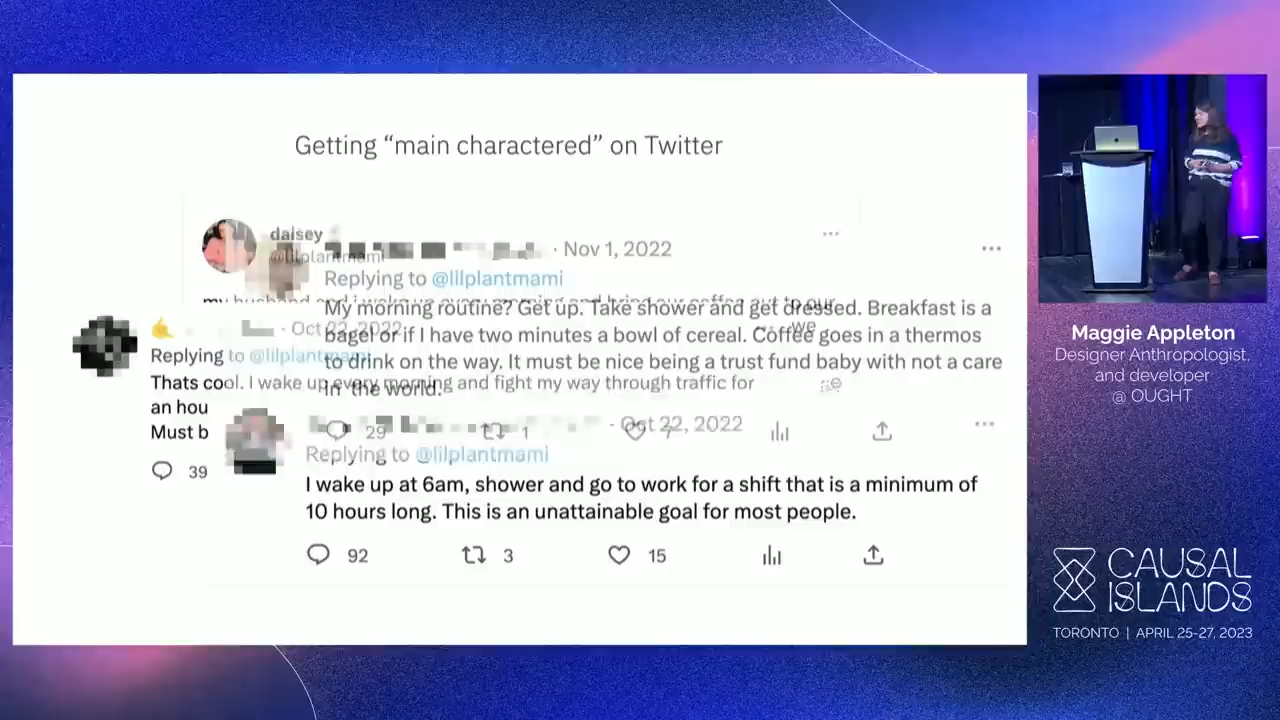 Getting “main charactered” on Twitter
daisey
@lilplantmami
· Nov 1, 2022
Replying to @lilplantmami
my husband and i
My morning routine? Get up. Take shower and get dressed. Breakfast is a
bagel or if I have two minutes a bowl of cereal. Coffee goes in a thermos
to drink on the way. It must be nice being a trust fund baby with not a care
in the world.
29 1 7
· Oct 22, 2022
Replying to @lilplantmami
Thats cool. I wake up every morning and fight my way through traffic for
an hou
Must b
39
· Oct 22, 2022
Replying to @lilplantmami
I wake up at 6am, shower and go to work for a shift that is a minimum of
10 hours long. This is an unattainable goal for most people.
92 3 15
Maggie Appleton
Designer Anthropologist,
and developer
@ OUGHT
CAUSAL
ISLANDS
TORONTO | APRIL 25-27, 2023